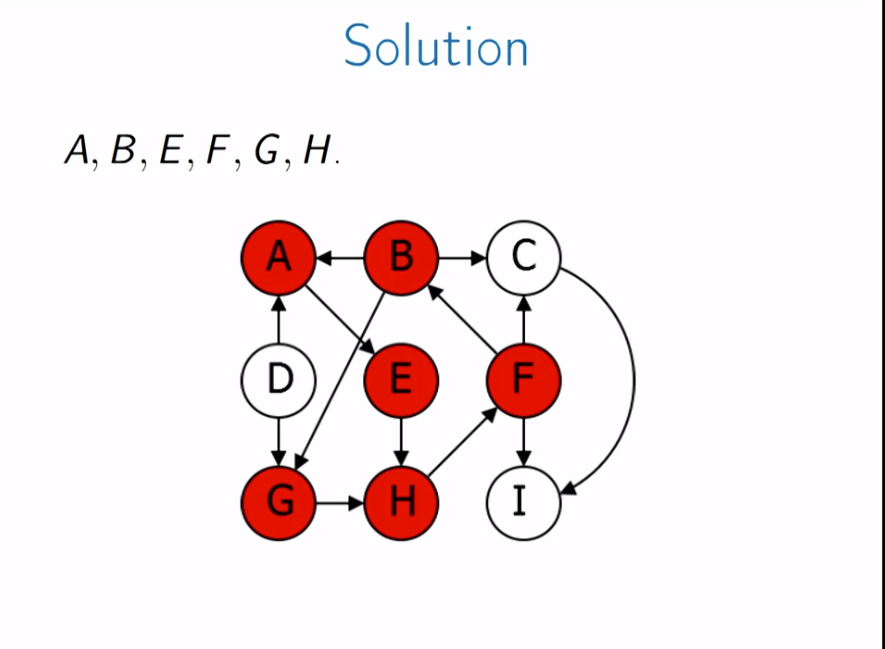 Solution
A, B, E, F, G, H.
A B C
D E F
G H I